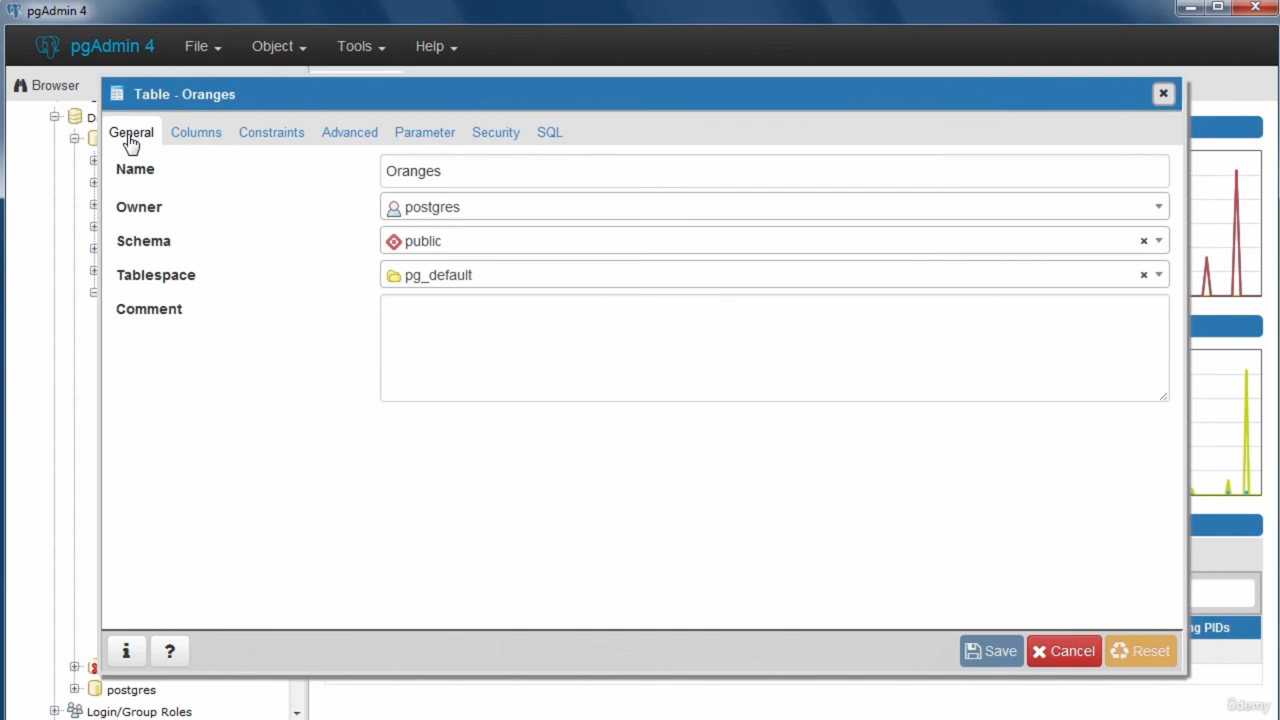 pgAdmin 4
pgAdmin 4 File Object Tools Help
Browser
Table - Oranges
General Columns Constraints Advanced Parameter Security SQL
Name Oranges
Owner postgres
Schema public
Tablespace pg_default
Comment
ng PIDs
i ? Save Cancel Reset
postgres
Login/Group Roles
Udemy